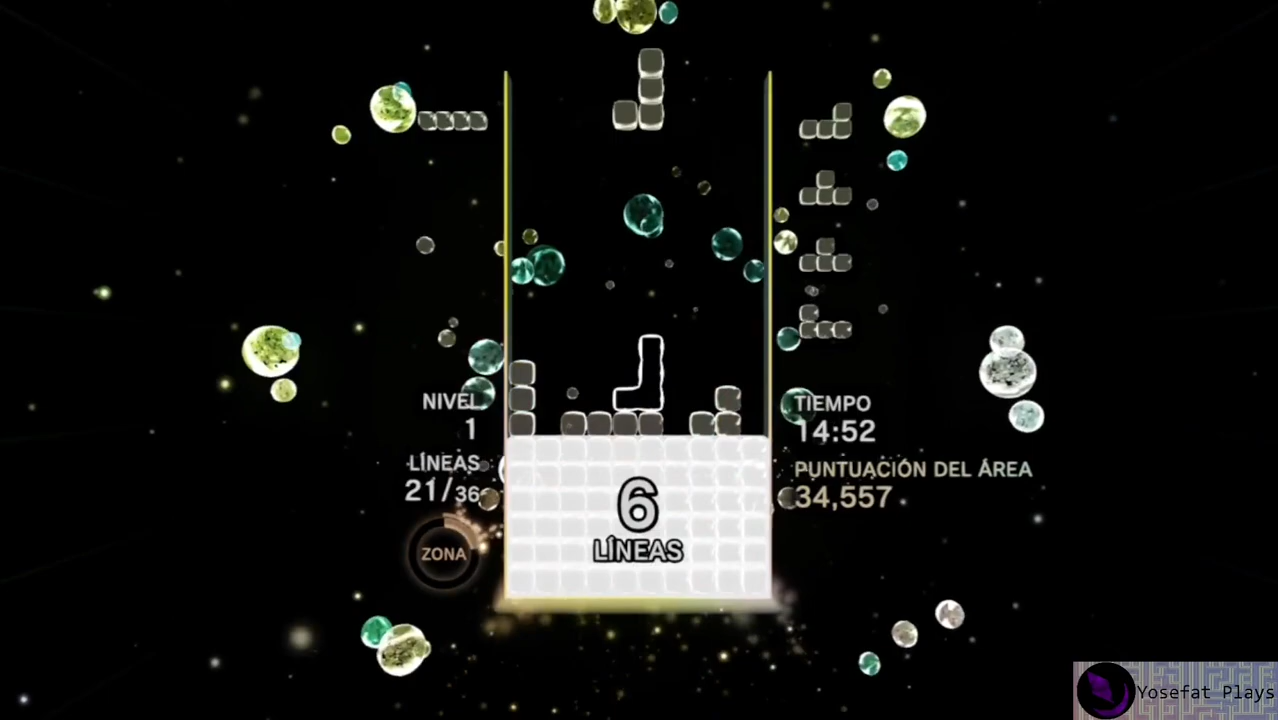 NIVEL
1
LÍNEAS
21/36
ZONA
6
LÍNEAS
TIEMPO
14:52
PUNTUACIÓN DEL ÁREA
34,557
Yosefat Plays